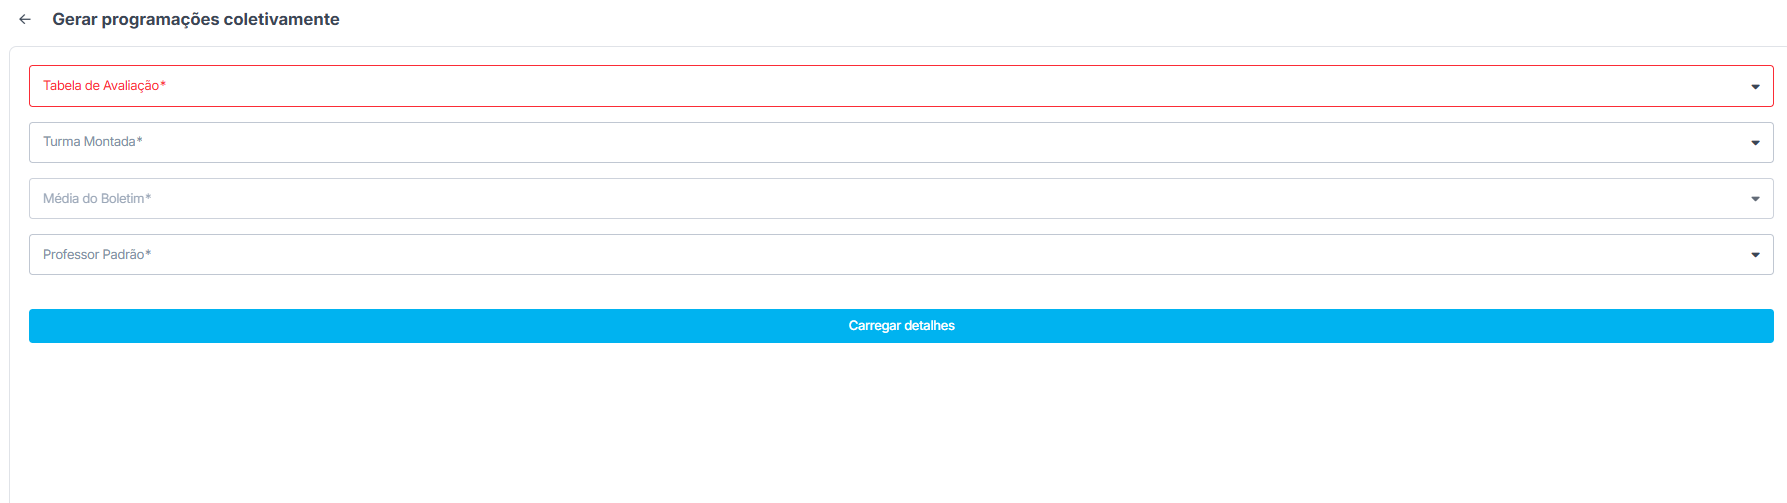 Gerar programações coletivamente
Tabela de Avaliação*
Turma Montada*
Média do Boletim*
Professor Padrão*
Carregar detalhes